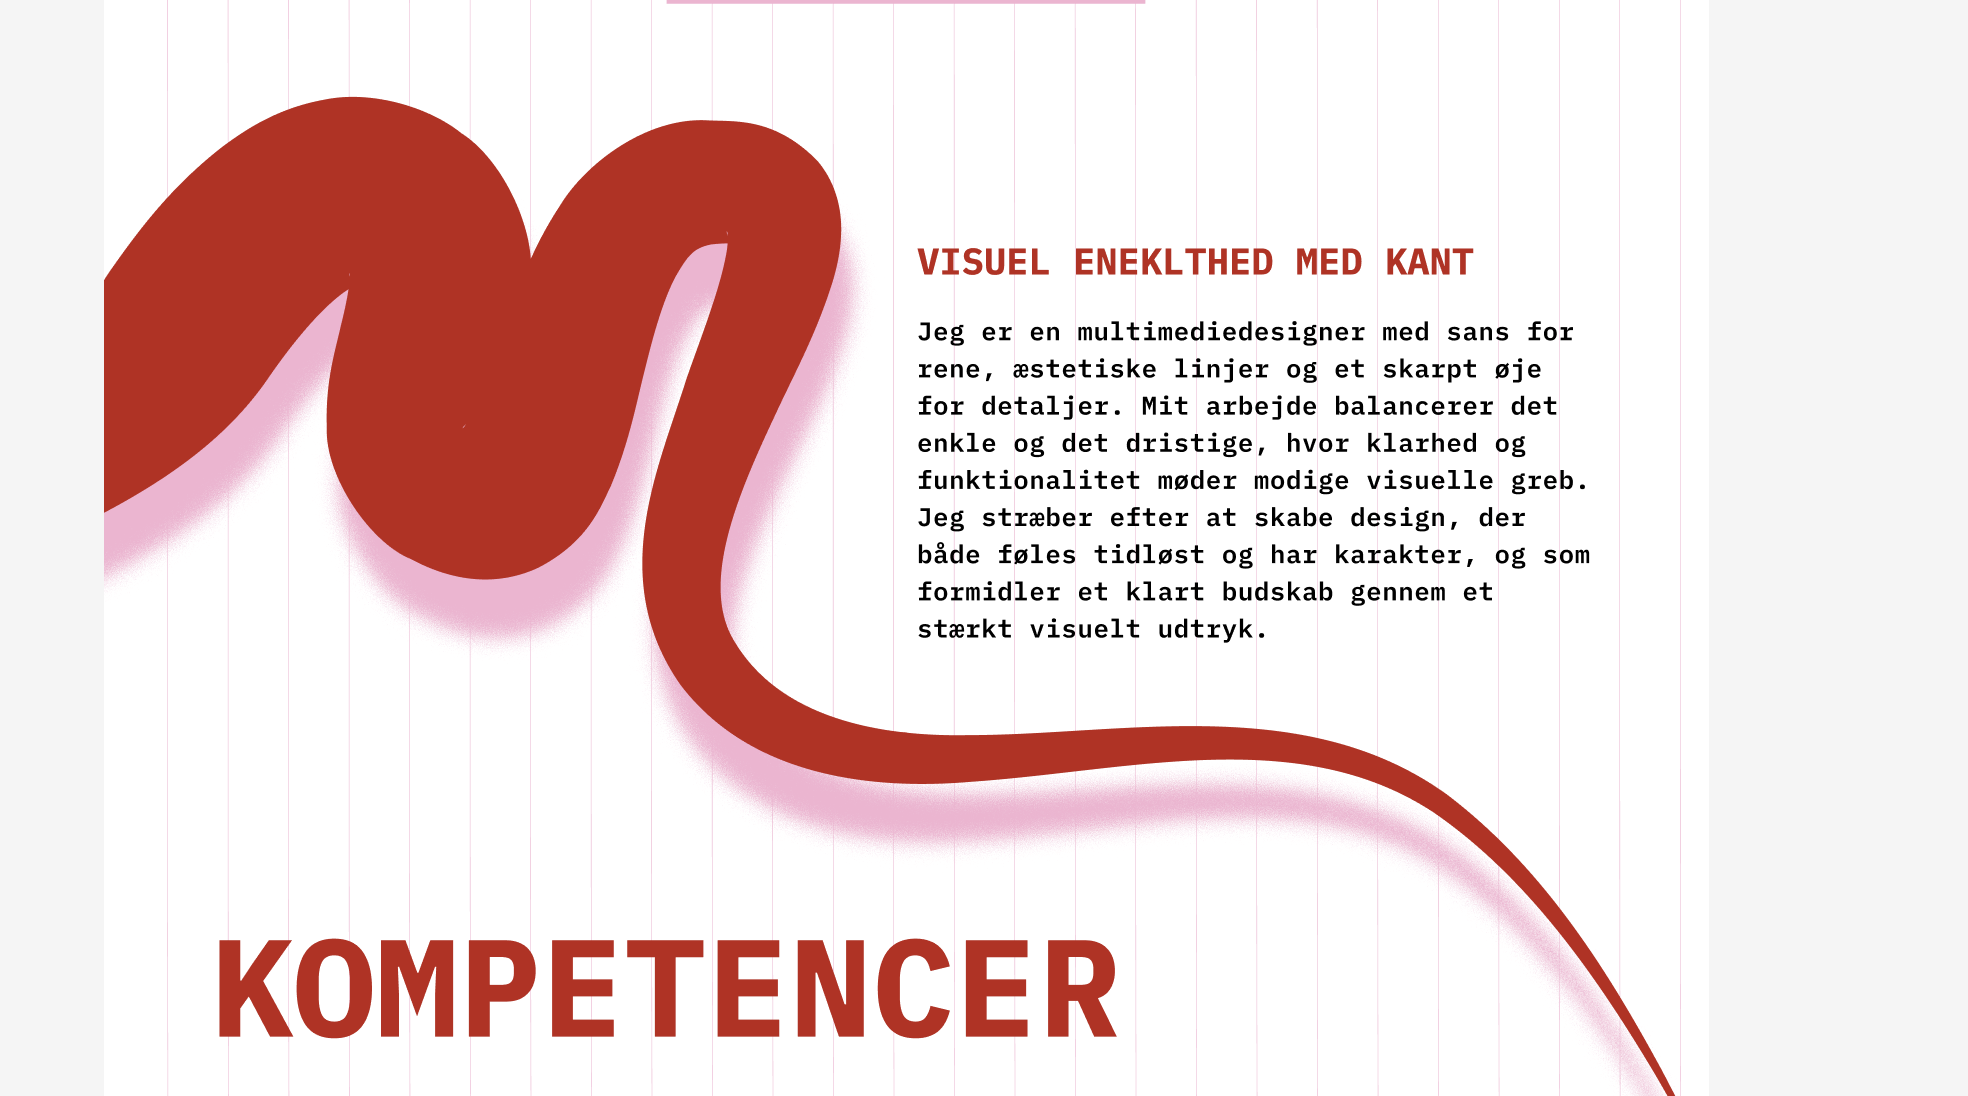 VISUEL ENEKLTHED MED KANT
Jeg er en multimediedesigner med sans for
rene, æstetiske linjer og et skarpt øje
for detaljer. Mit arbejde balancerer det
enkle og det dristige, hvor klarhed og
funktionalitet møder modige visuelle greb.
Jeg stræber efter at skabe design, der
både føles tidløst og har karakter, og som
formidler et klart budskab gennem et
stærkt visuelt udtryk.
KOMPETENCER